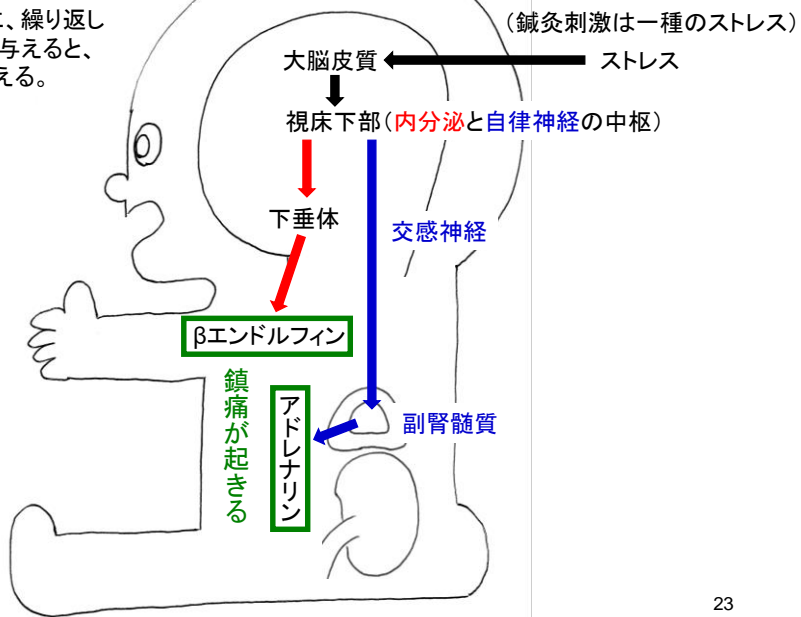 に、繰り返し
与えると、
える。
(鍼灸刺激は一種のストレス)
大脳皮質
ストレス
視床下部(内分泌と自律神経の中枢)
下垂体
交感神経
βエンドルフィン
鎮痛が起きる
アドレナリン
副腎髄質
23